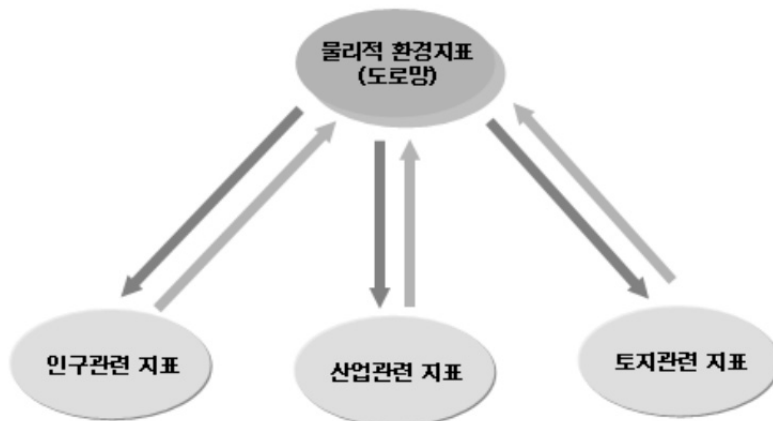 물리적 환경지표
(도로망)
인구관련 지표
산업관련 지표
토지관련 지표